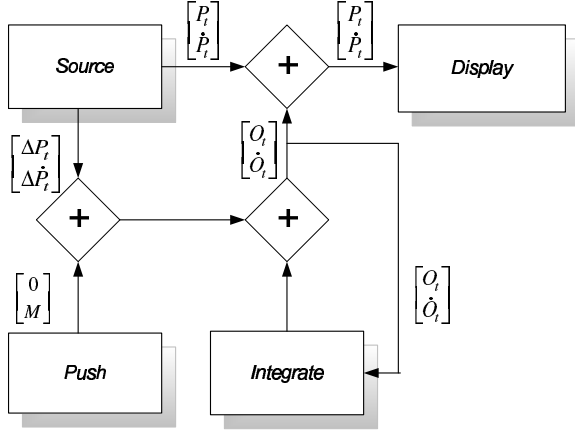 [P_t Ṗ_t]
[P_t Ṗ_t]
Source
+
Display
[O_t Ȯ_t]
[ΔP_t ΔṖ_t]
+
+
[O_t Ȯ_t]
[0 M]
Push
Integrate